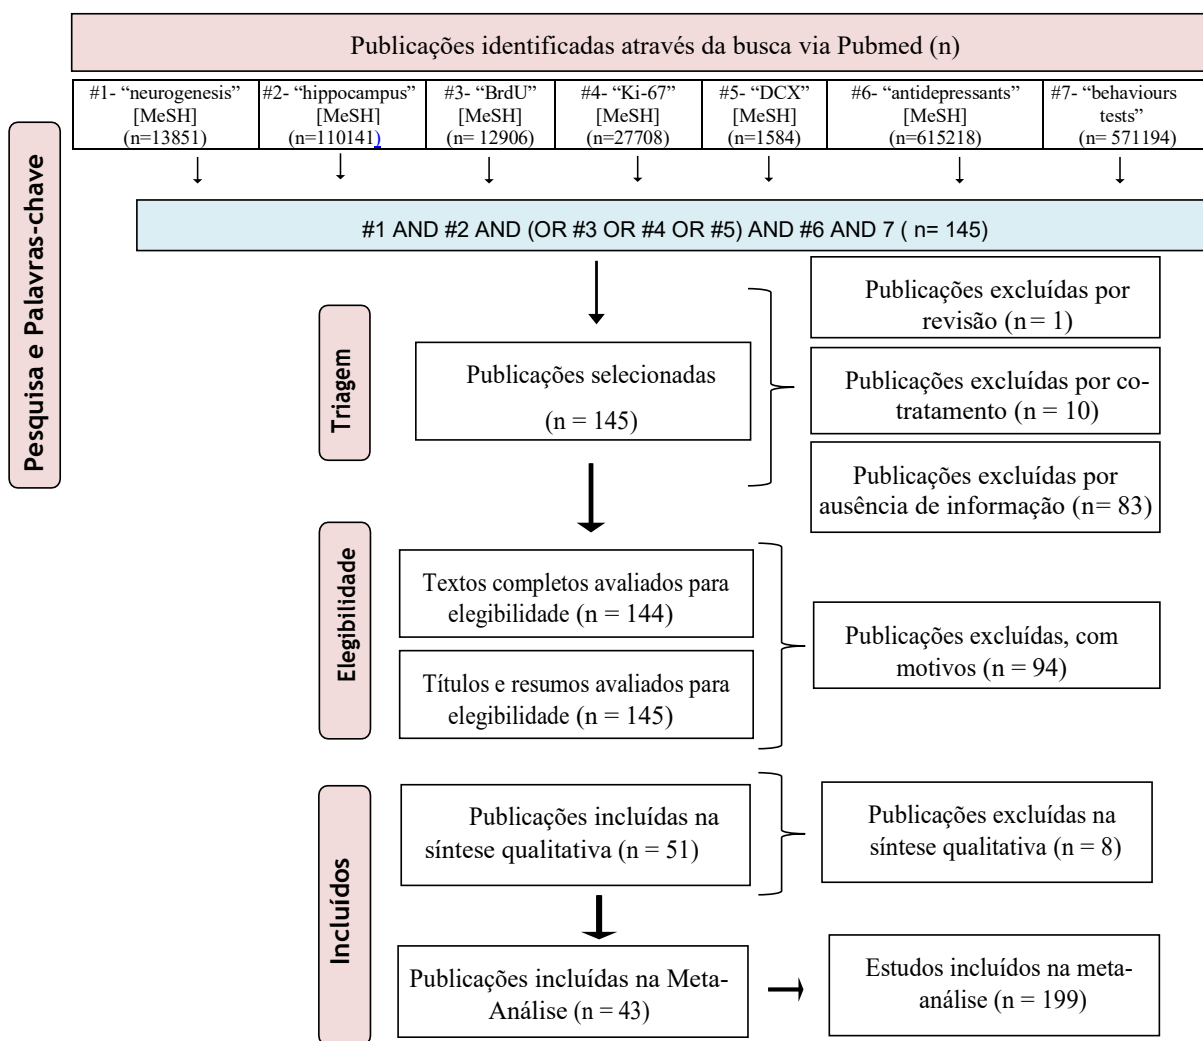 Publicações identificadas através da busca via Pubmed (n)
#1- “neurogenesis”
[MeSH]
(n=13851)
#2- “hippocampus”
[MeSH]
(n=110141)
#3- “BrdU”
[MeSH]
(n= 12906)
#4- “Ki-67”
[MeSH]
(n=27708)
#5- “DCX”
[MeSH]
(n=1584)
#6- “antidepressants”
[MeSH]
(n=615218)
#7- “behaviours
tests”
(n= 571194)
Pesquisa e Palavras-chave
#1 AND #2 AND (OR #3 OR #4 OR #5) AND #6 AND 7 ( n= 145)
Triagem
Publicações selecionadas
(n = 145)
Publicações excluídas por
revisão (n = 1)
Publicações excluídas por co-
tratamento (n = 10)
Publicações excluídas por
ausência de informação (n= 83)
Elegibilidade
Textos completos avaliados para
elegibilidade (n = 144)
Títulos e resumos avaliados para
elegibilidade (n = 145)
Publicações excluídas, com
motivos (n = 94)
Incluídos
Publicações incluídas na
síntese qualitativa (n = 51)
Publicações excluídas na
síntese qualitativa (n = 8)
Publicações incluídas na Meta-
Análise (n = 43)
Estudos incluídos na meta-
análise (n = 199)